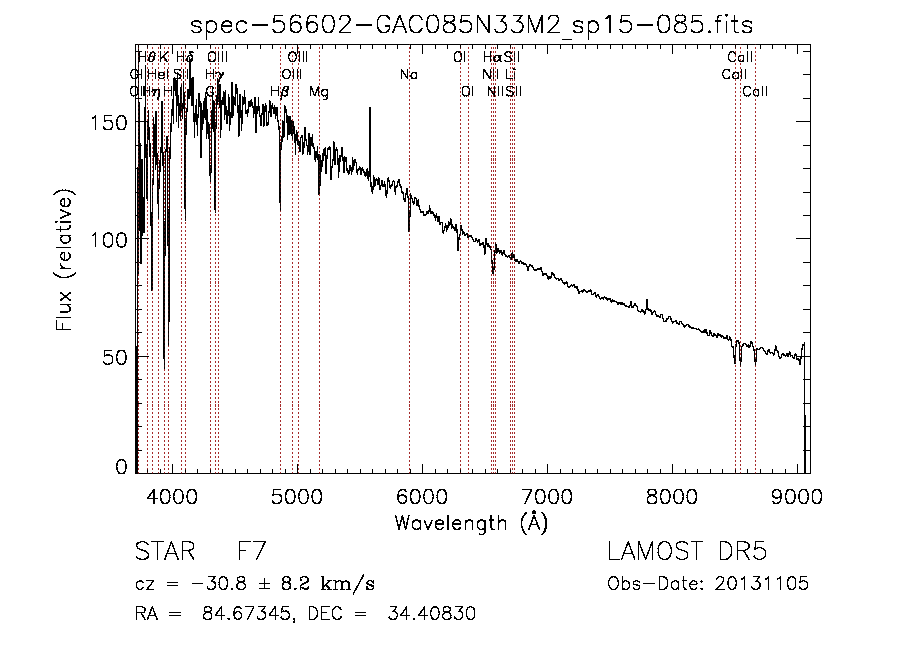 spec-56602-GAC085N33M2_sp15-085.fits
Hθ K Hδ OIII OIII OI Hα SII CaII
OII HeI SII Hγ OIII Na NII Li CaII
OII Hη H G Hβ Mg OI NII SII CaII
150
100
50
0
Flux (relative)
4000 5000 6000 7000 8000 9000
Wavelength (Å)
STAR F7 LAMOST DR5
cz = −30.8 ± 8.2 km/s Obs-Date: 20131105
RA = 84.67345, DEC = 34.40830